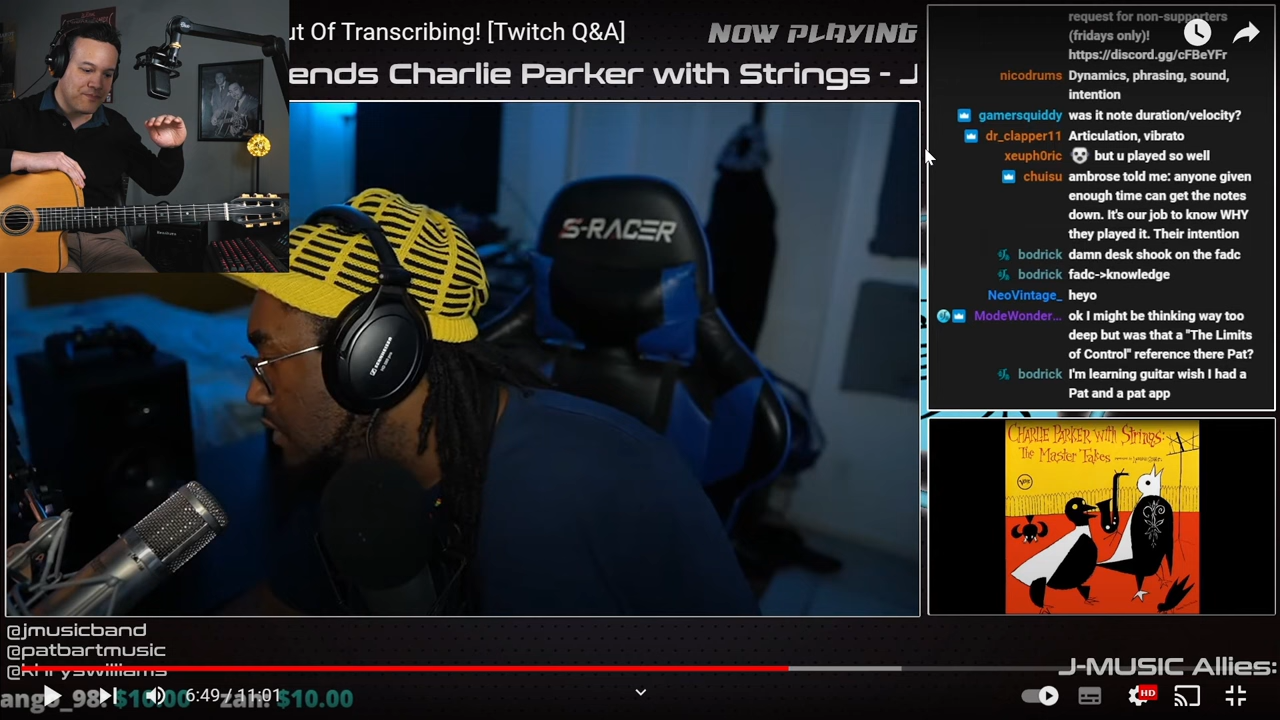 ut Of Transcribing! [Twitch Q&A]
NOW PLAYING
ends Charlie Parker with Strings - J
request for non-supporters
(fridays only)!
https://discord.gg/cFBeYFr
nicodrums Dynamics, phrasing, sound,
intention
gamersquiddy was it note duration/velocity?
dr_clapper11 Articulation, vibrato
xeuph0ric but u played so well
chuisu ambrose told me: anyone given
enough time can get the notes
down. It's our job to know WHY
they played it. Their intention
bodrick damn desk shook on the fadc
bodrick fadc->knowledge
NeoVintage_ heyo
ModeWonder... ok I might be thinking way too
deep but was that a "The Limits
of Control" reference there Pat?
bodrick I'm learning guitar wish I had a
Pat and a pat app
S-RACER
SENNHEISER
CHARLIE PARKER WITH STRINGS:
The Master Takes
@jmusicband
@patbartmusic
@khryswilliams
J-MUSIC Allies:
ang _98: $10.00 zah: $10.00
6:49 / 11:01
HD